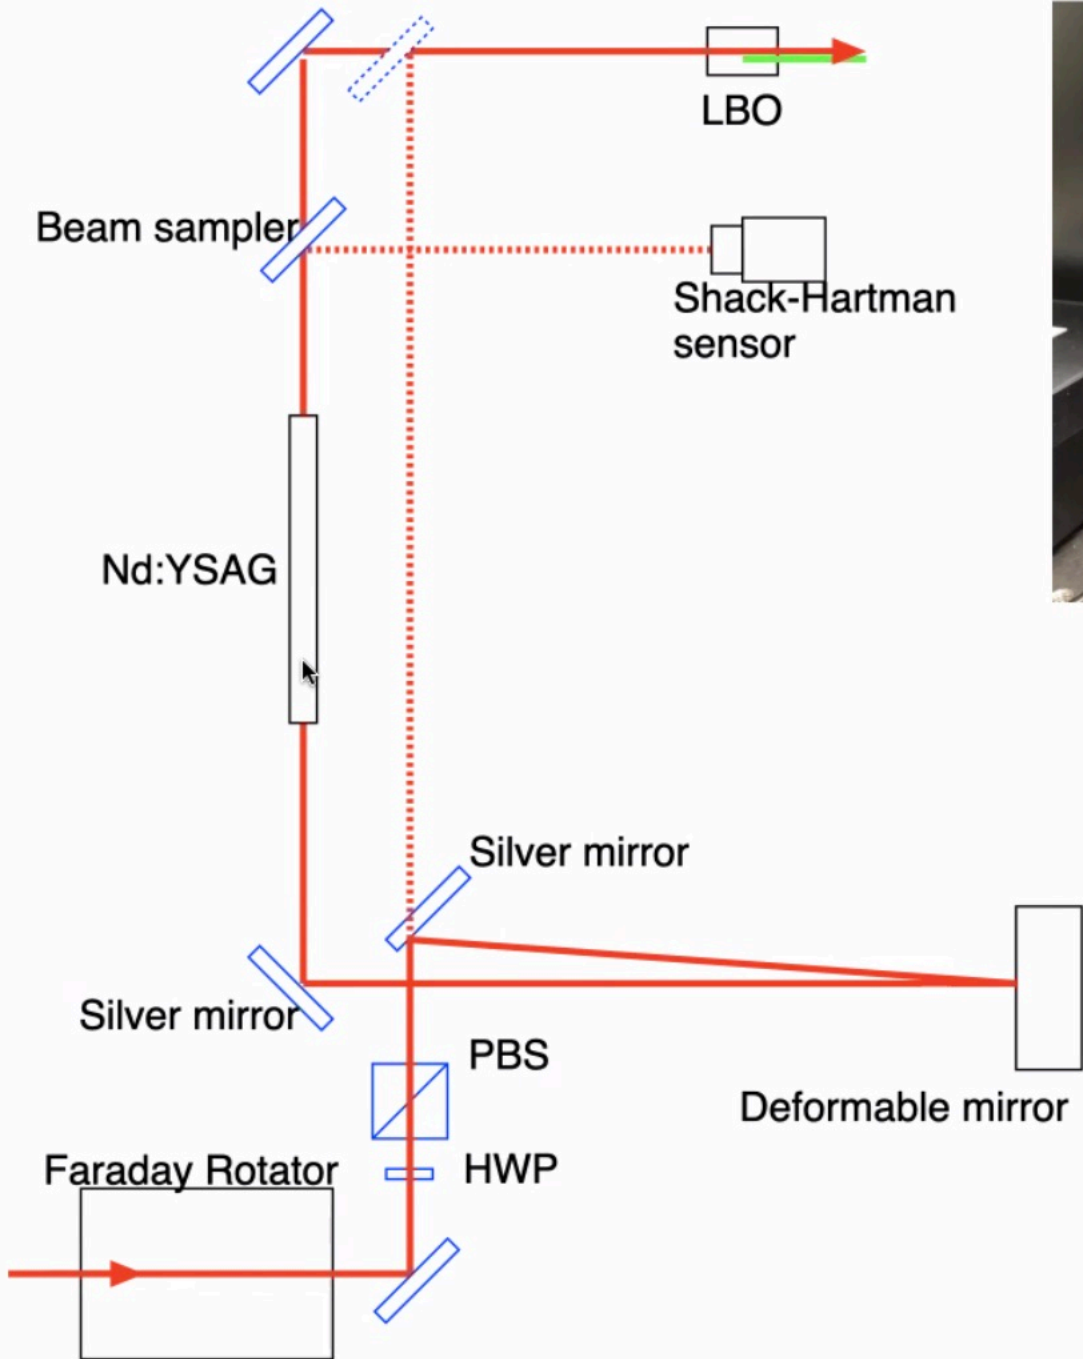 LBO
Beam sampler
Shack-Hartman
sensor
Nd:YSAG
Silver mirror
Silver mirror
PBS
Deformable mirror
HWP
Faraday Rotator